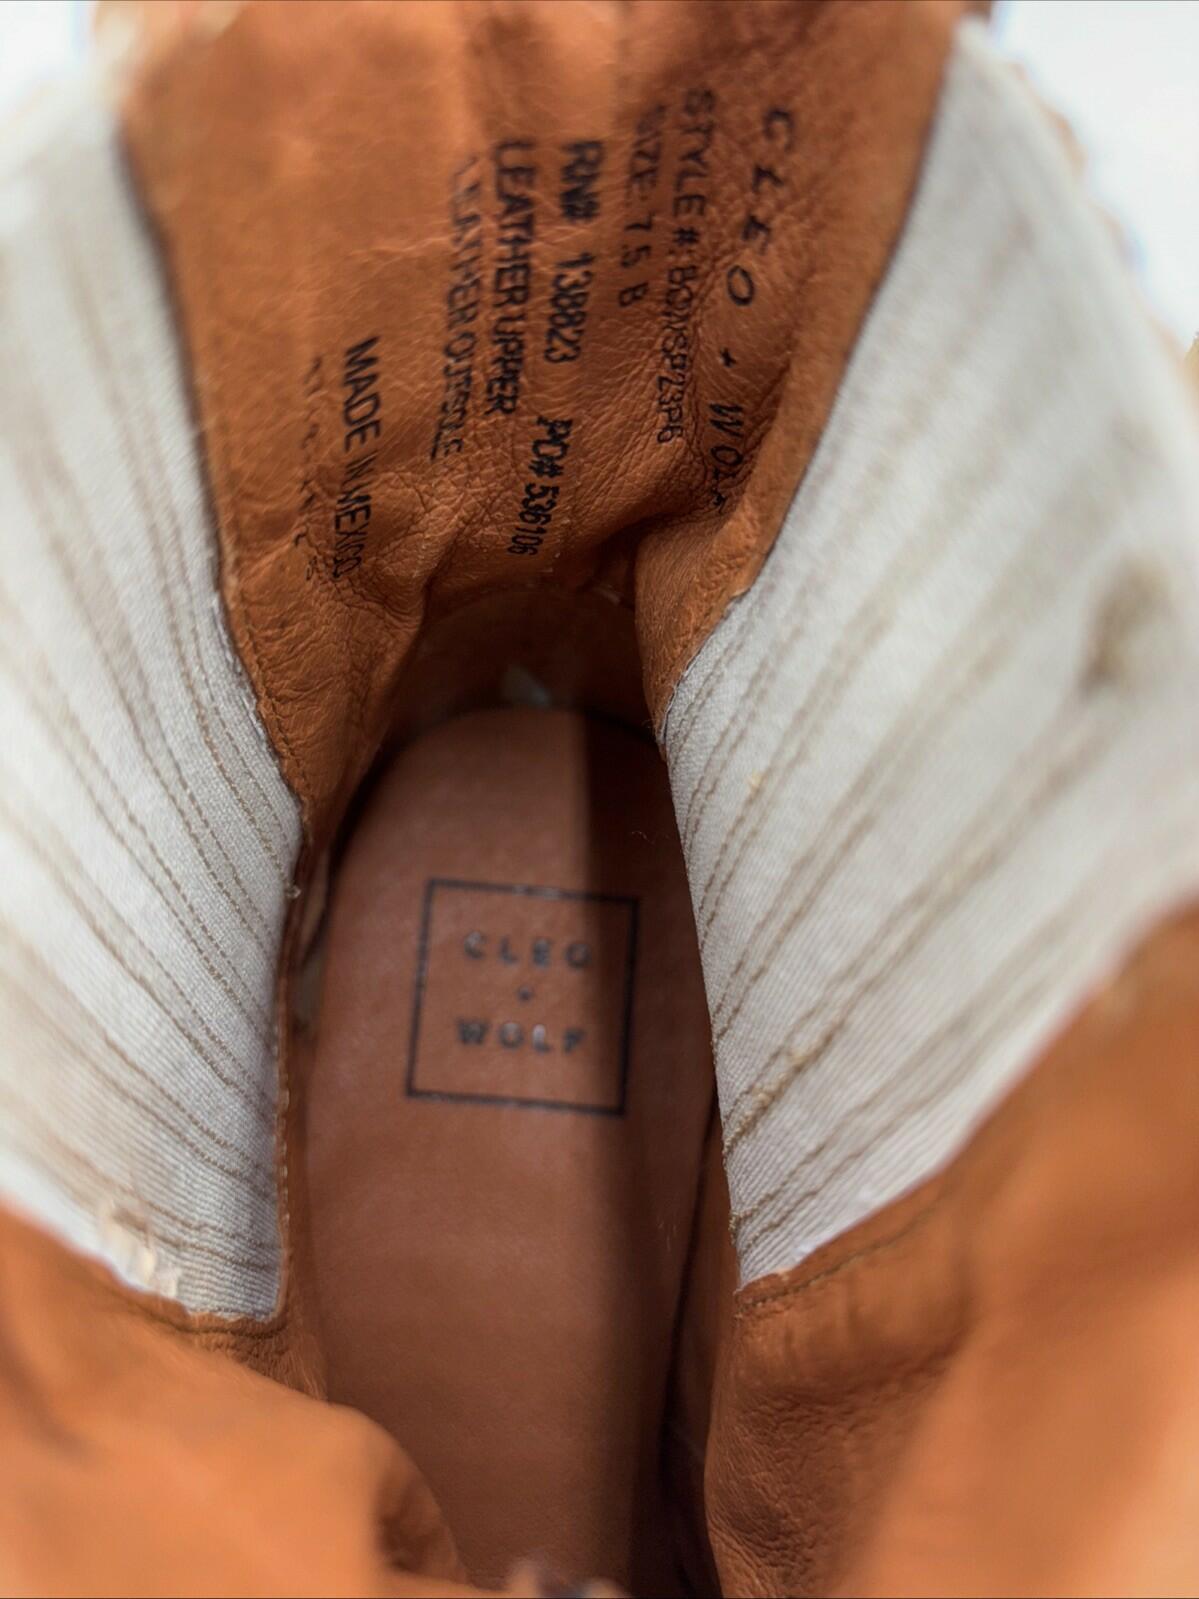 CLEO + WOLF
STYLE #:
SIZE: 7.5 B
RN# 138823 PO# 536106
LEATHER UPPER
LEATHER OUTSOLE
MADE IN MEXICO
CLEO
+
WOLF